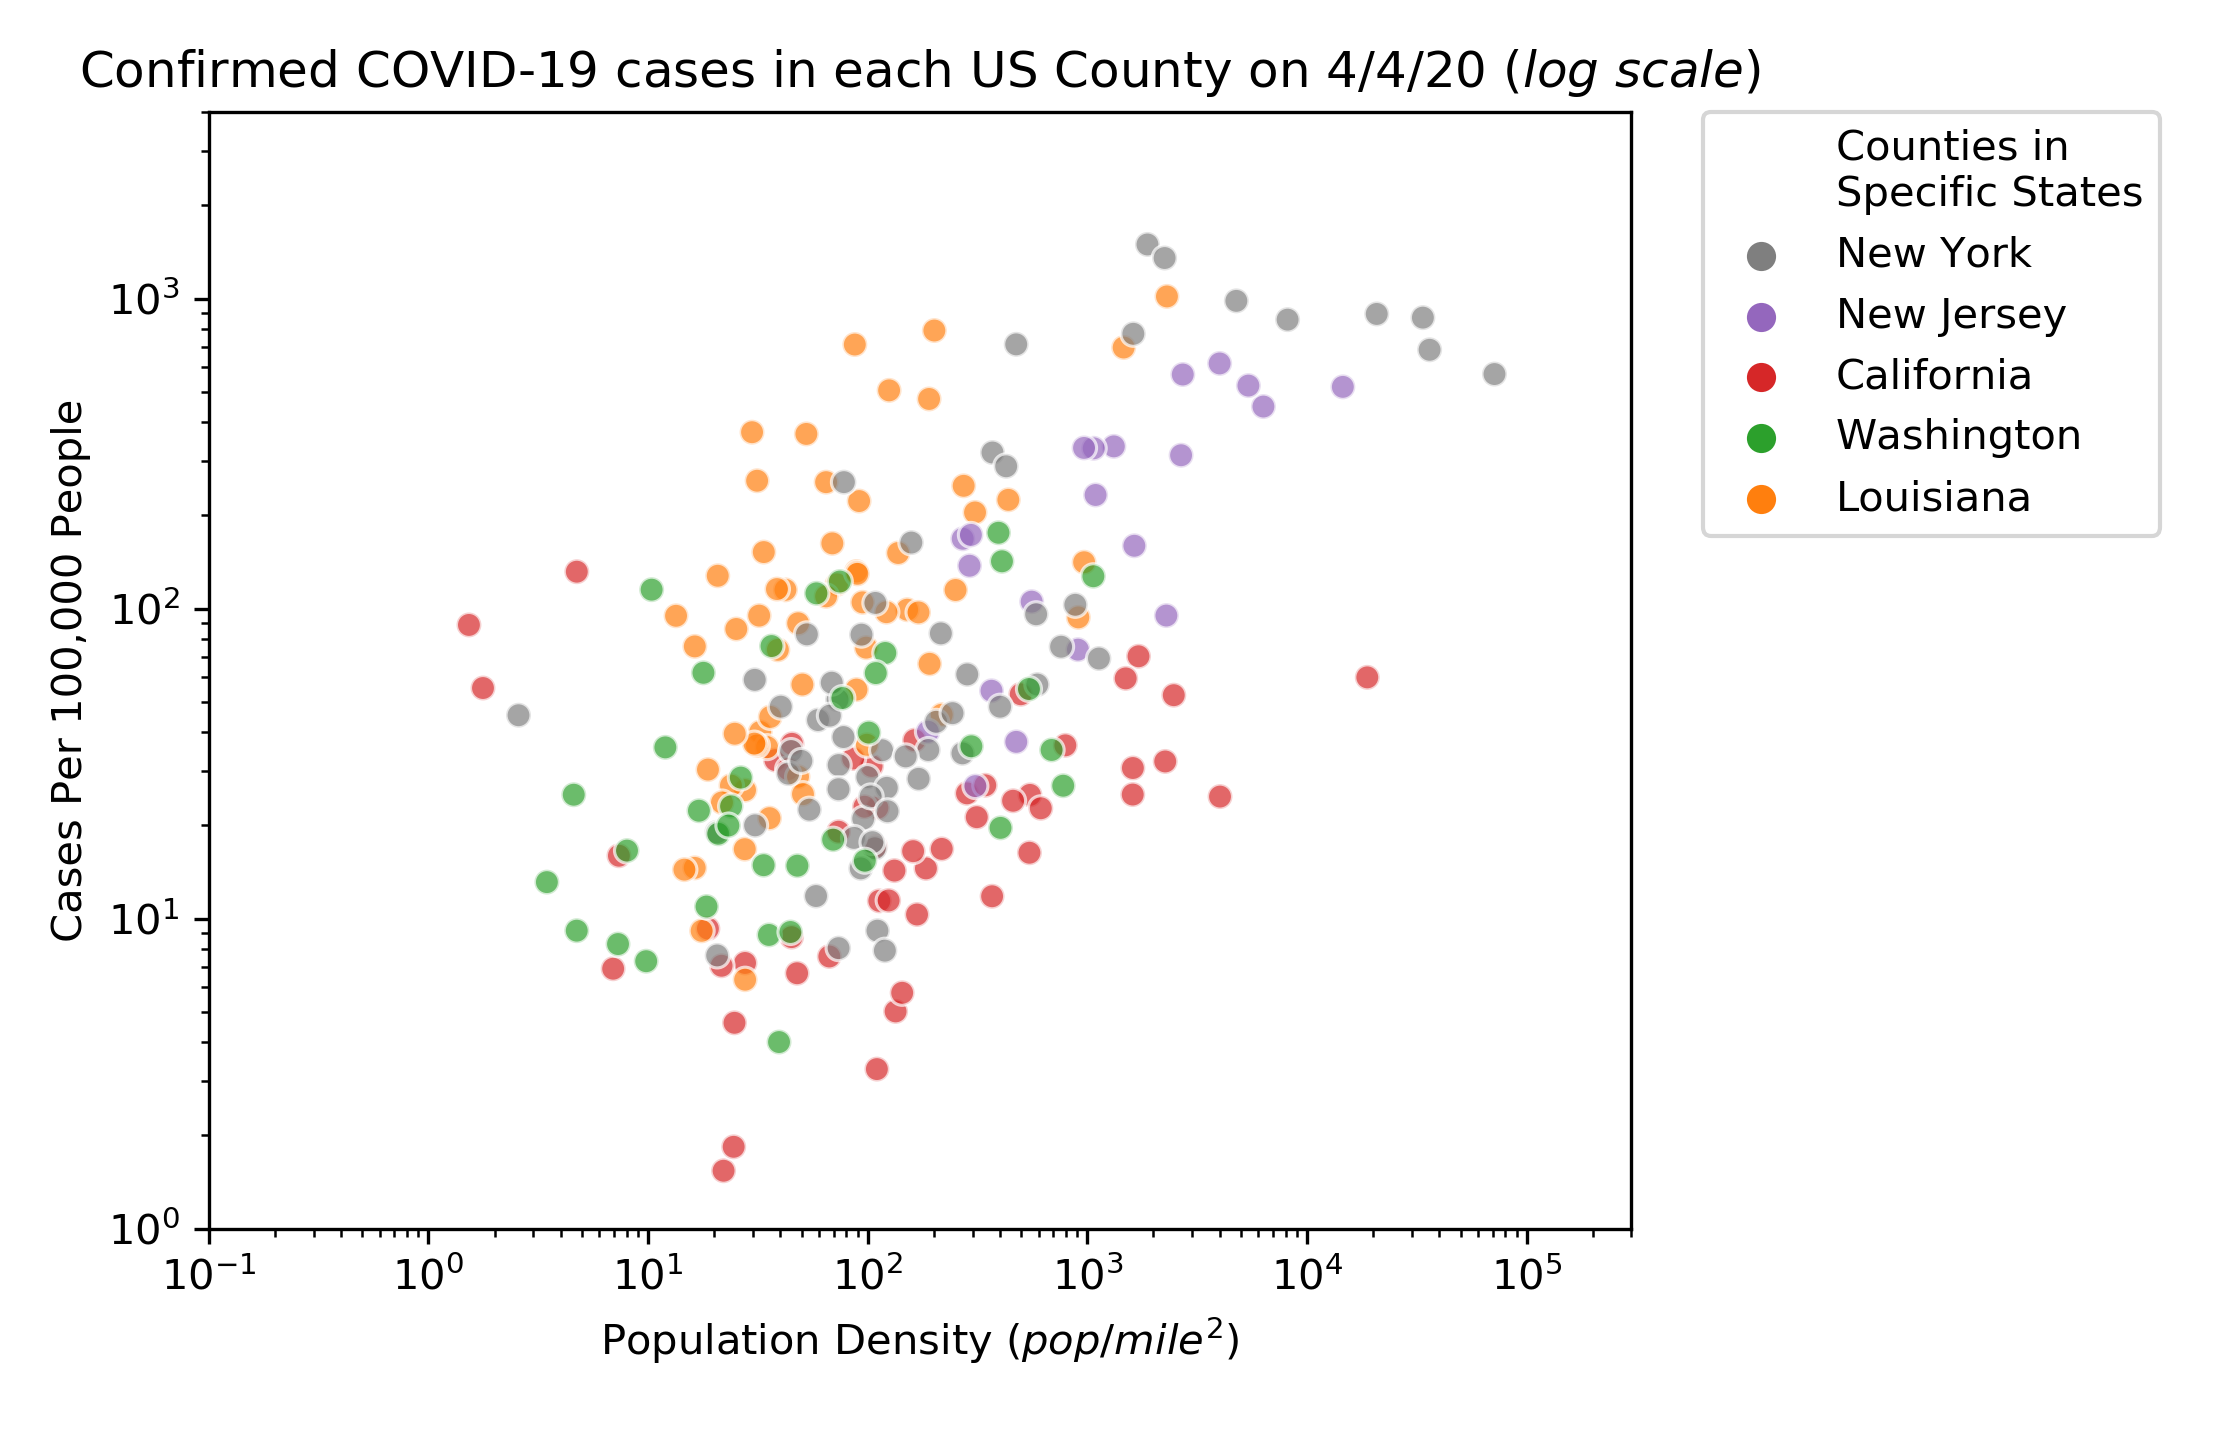 Confirmed COVID-19 cases in each US County on 4/4/20 (log scale)
Counties in
Specific States
New York
New Jersey
California
Washington
Louisiana
Cases Per 100,000 People
10³
10²
10¹
10⁰
10⁻¹ 10⁰ 10¹ 10² 10³ 10⁴ 10⁵
Population Density (pop/mile²)